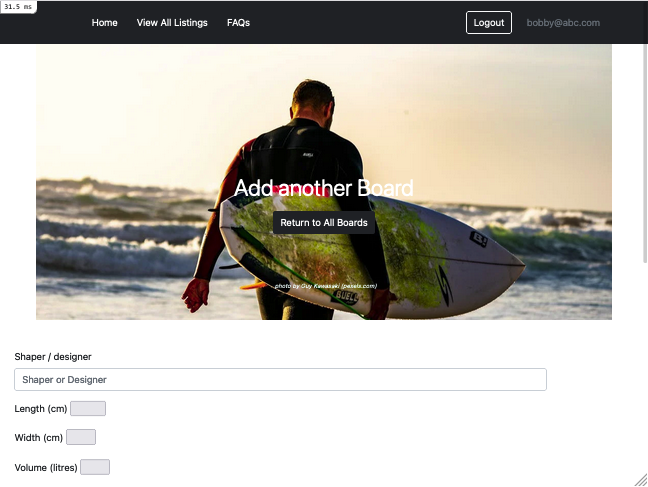 31.5 ms
Home View All Listings FAQs Logout bobby@abc.com
Add another Board
Return to All Boards
photo by Guy Kawasaki (pexels.com)
BUELL
Shaper / designer
Shaper or Designer
Length (cm)
Width (cm)
Volume (litres)